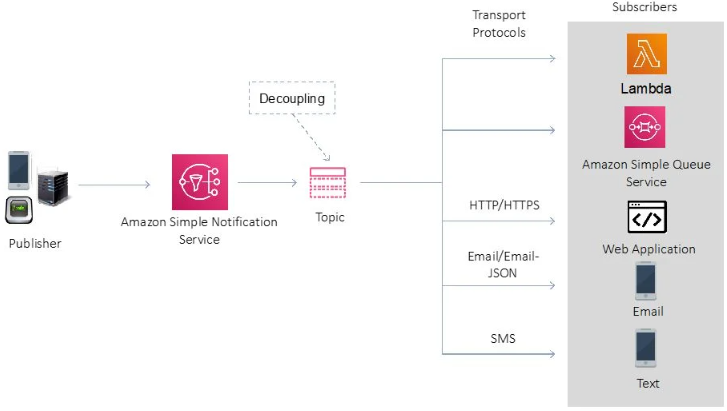 Transport
Protocols
Subscribers
Lambda
Decoupling
Amazon Simple Queue
Service
HTTP/HTTPS
Publisher
Amazon Simple Notification
Service
Topic
Web Application
Email/Email-
JSON
Email
SMS
Text